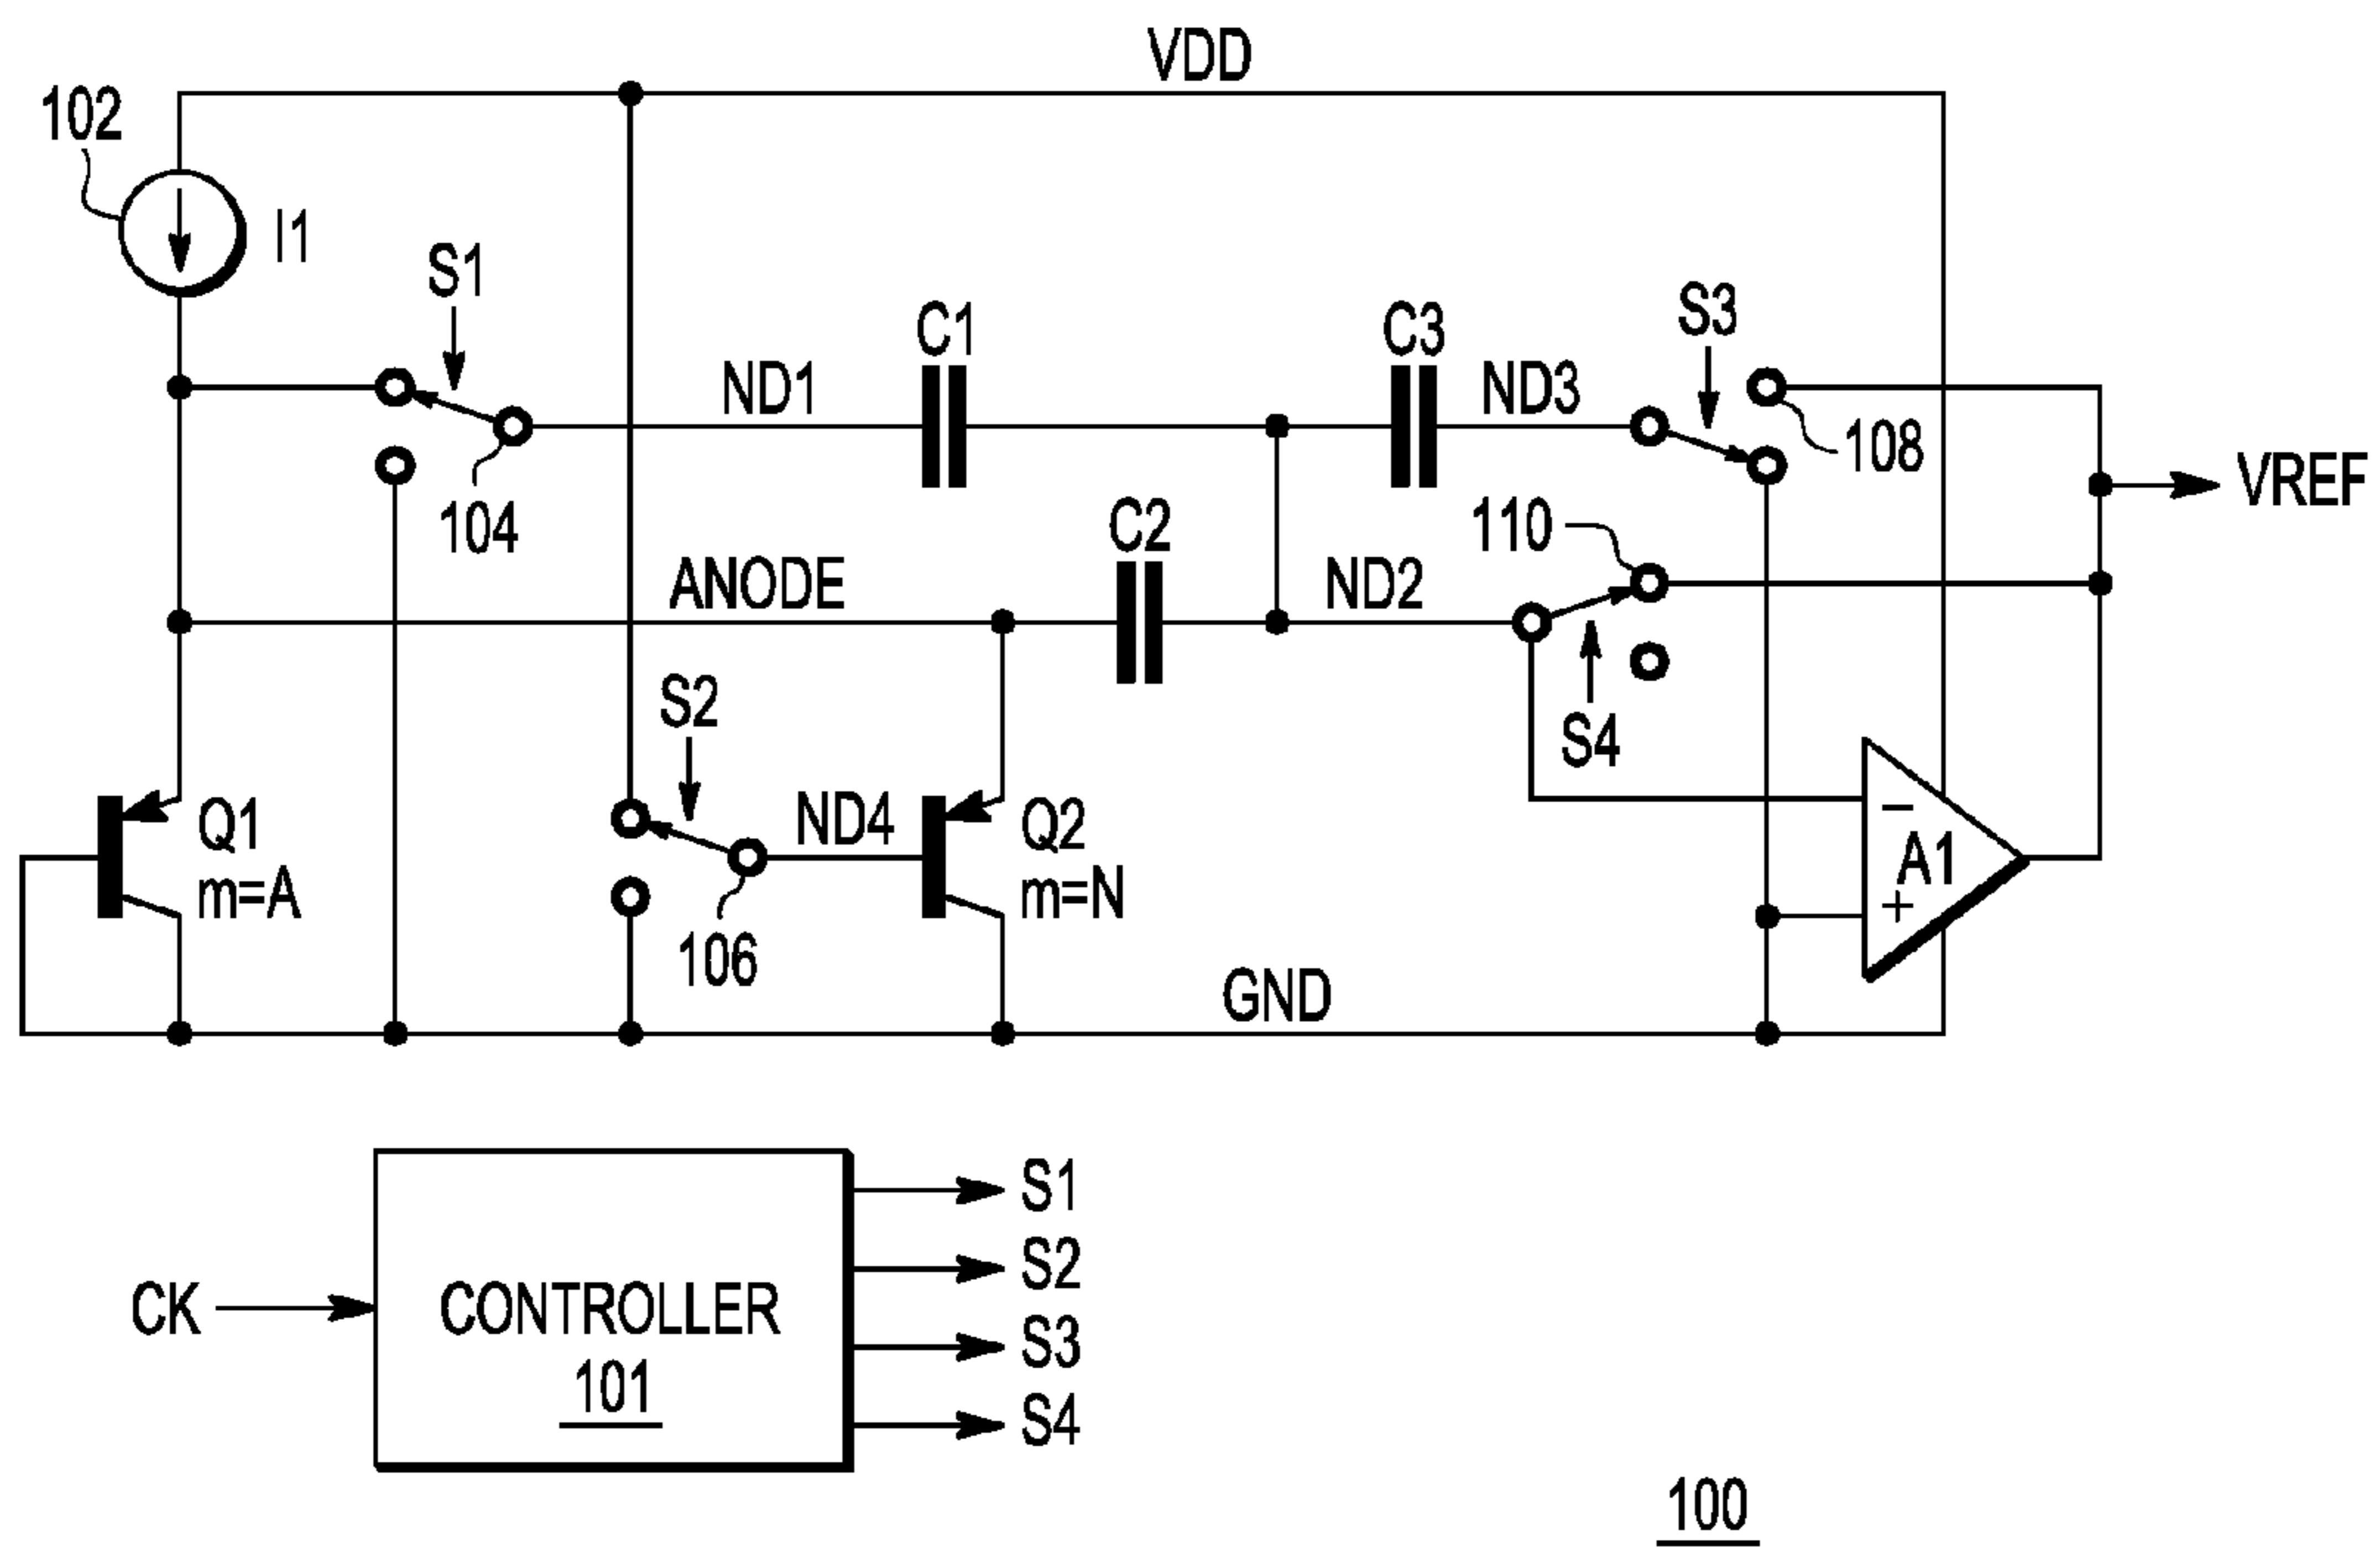 VDD
102
I1
S1
C1
C3
S3
ND1
ND3
108
104
VREF
C2
110
ANODE
ND2
S2
S4
ND4
Q1
m=A
Q2
m=N
−
A1
+
106
GND
CK
CONTROLLER
101
S1
S2
S3
S4
100